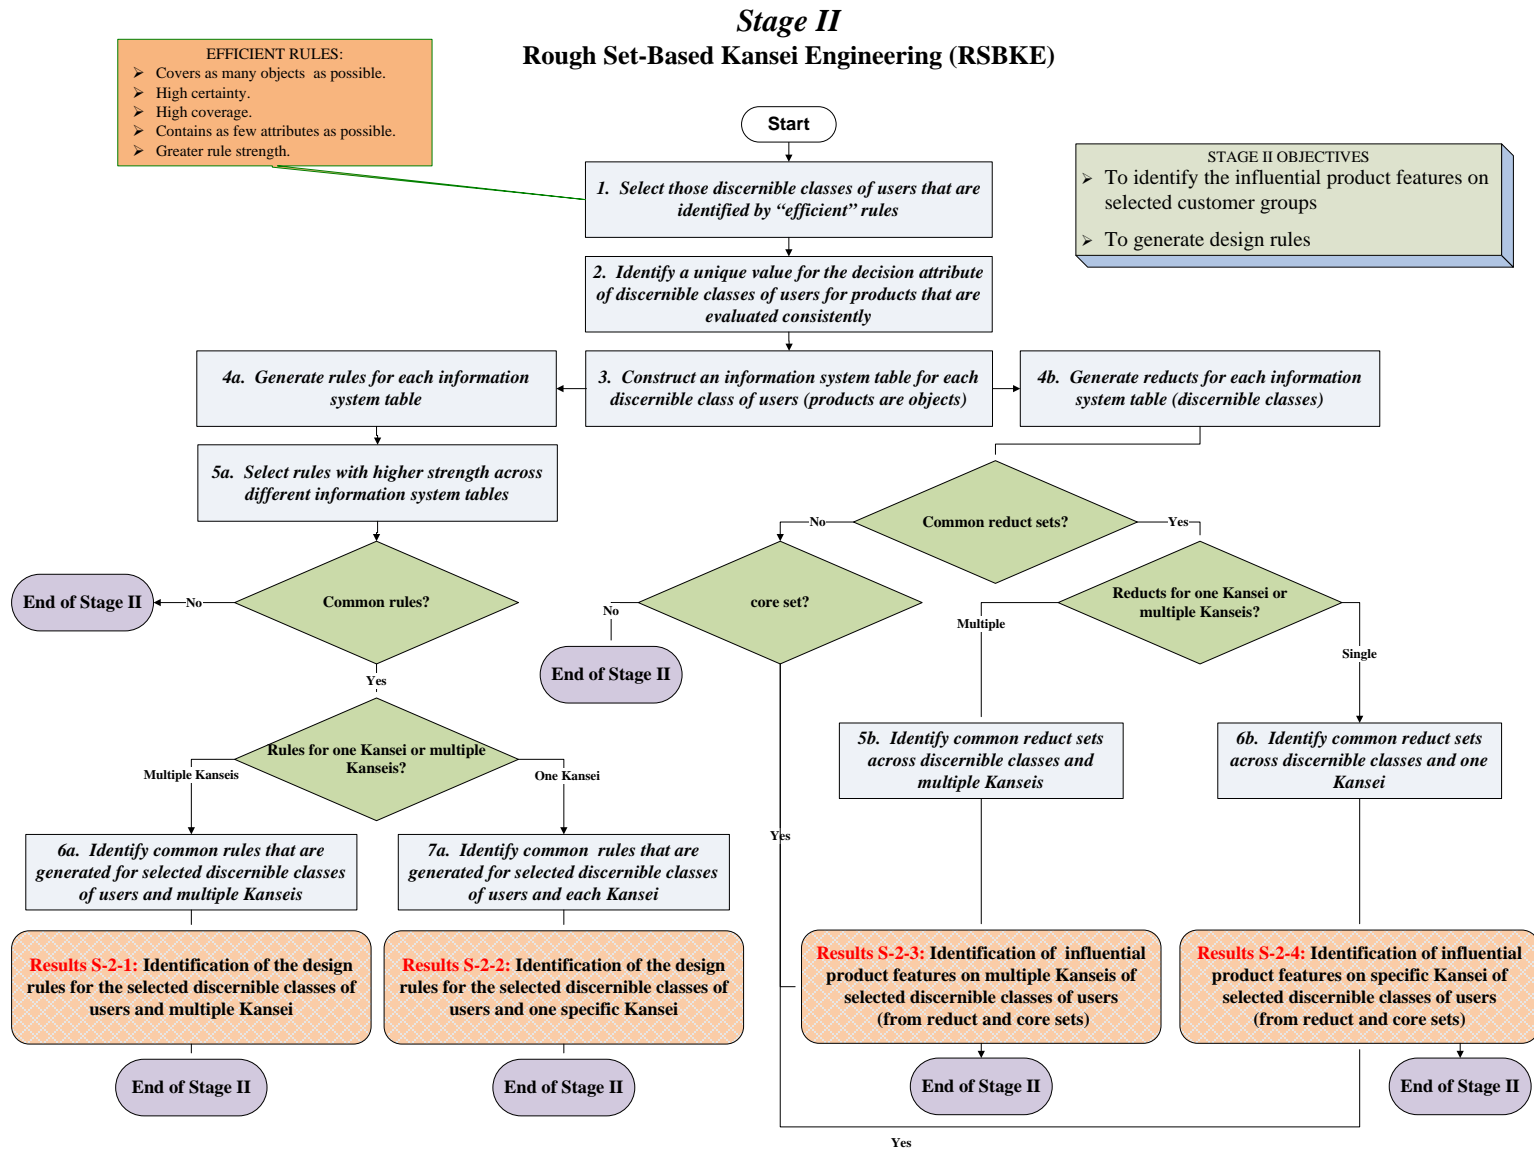 Stage II
Rough Set-Based Kansei Engineering (RSBKE)
EFFICIENT RULES:
➢ Covers as many objects as possible.
➢ High certainty.
➢ High coverage.
➢ Contains as few attributes as possible.
➢ Greater rule strength.
Start
STAGE II OBJECTIVES
➢ To identify the influential product features on
selected customer groups
➢ To generate design rules
1. Select those discernible classes of users that are
identified by “efficient” rules
2. Identify a unique value for the decision attribute
of discernible classes of users for products that are
evaluated consistently
4a. Generate rules for each information
system table
3. Construct an information system table for each
discernible class of users (products are objects)
4b. Generate reducts for each information
system table (discernible classes)
5a. Select rules with higher strength across
different information system tables
Common reduct sets?
No
Yes
End of Stage II
No
Common rules?
core set?
No
Reducts for one Kansei or
multiple Kanseis?
Multiple
Single
End of Stage II
Yes
Rules for one Kansei or multiple
Kanseis?
Multiple Kanseis
One Kansei
5b. Identify common reduct sets
across discernible classes and
multiple Kanseis
6b. Identify common reduct sets
across discernible classes and one
Kansei
Yes
6a. Identify common rules that are
generated for selected discernible classes
of users and multiple Kanseis
7a. Identify common rules that are
generated for selected discernible classes
of users and each Kansei
Results S-2-1: Identification of the design
rules for the selected discernible classes of
users and multiple Kansei
Results S-2-2: Identification of the design
rules for the selected discernible classes of
users and one specific Kansei
Results S-2-3: Identification of influential
product features on multiple Kanseis of
selected discernible classes of users
(from reduct and core sets)
Results S-2-4: Identification of influential
product features on specific Kansei of
selected discernible classes of users
(from reduct and core sets)
End of Stage II
End of Stage II
End of Stage II
End of Stage II
Yes